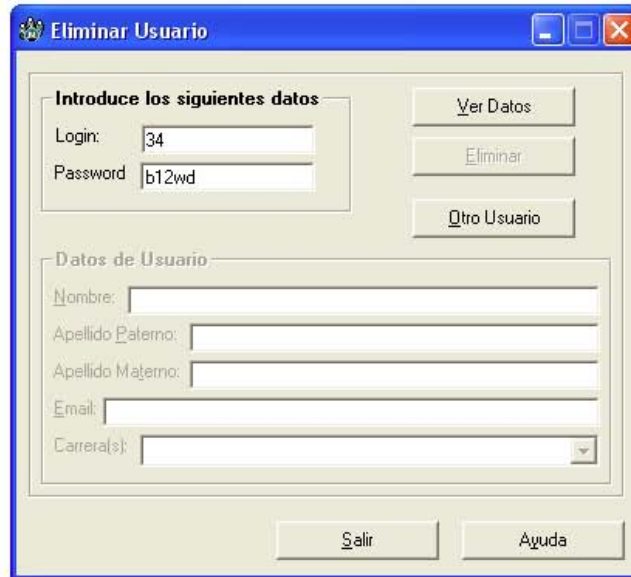 Eliminar Usuario
Introduce los siguientes datos
Login: 34
Password b12wd
Ver Datos
Eliminar
Otro Usuario
Datos de Usuario
Nombre:
Apellido Paterno:
Apellido Materno:
Email:
Carrera(s):
Salir
Ayuda